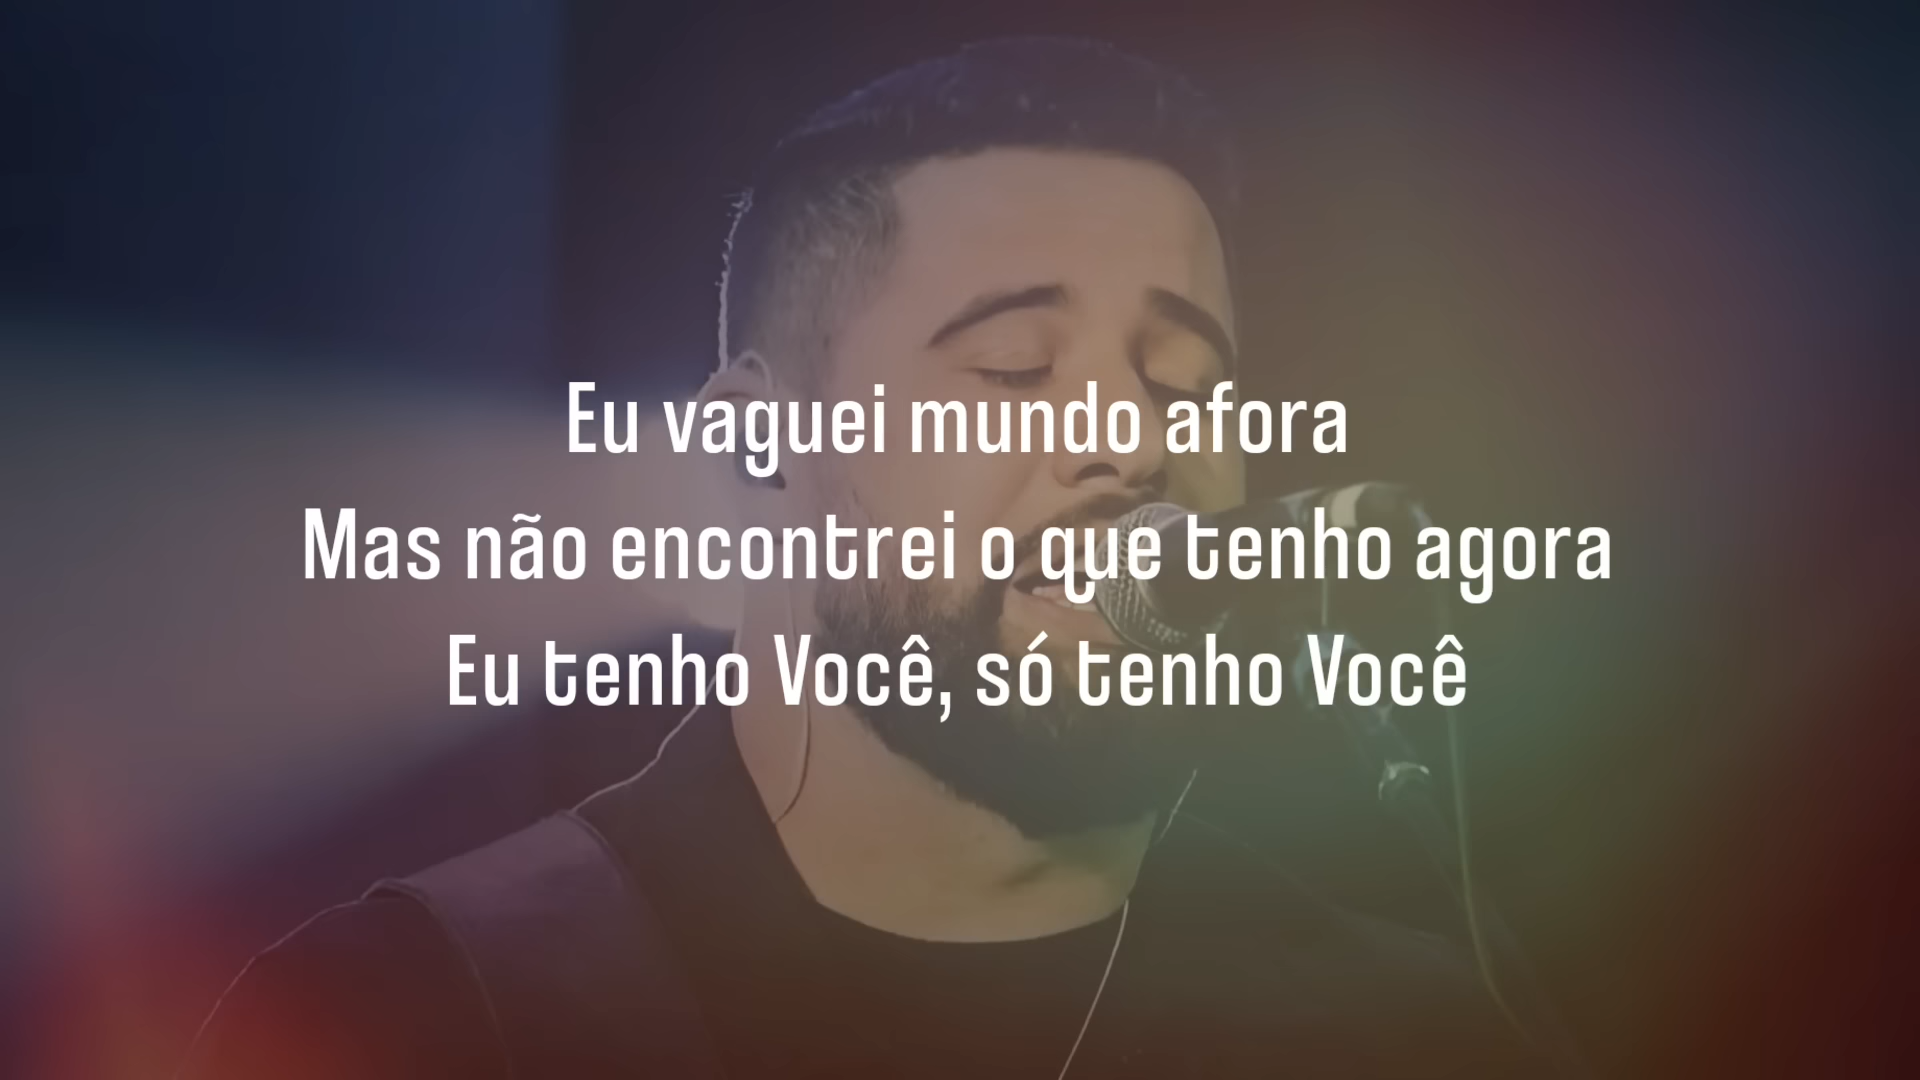 Eu vaguei mundo afora
Mas não encontrei o que tenho agora
Eu tenho Você, só tenho Você